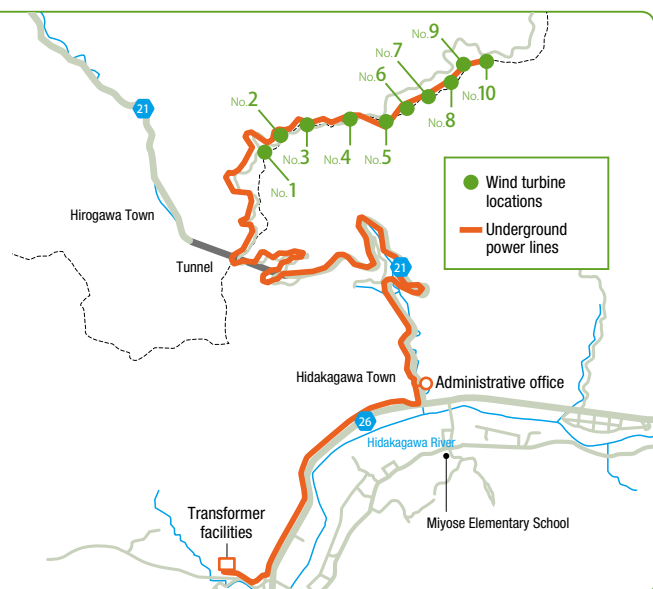 No.9
No.7
No.6
No.10
No.8
21
No.2
No.3
No.4
No.5
No.1
Wind turbine
locations
Underground
power lines
Hirogawa Town
Tunnel
21
Hidakagawa Town
Administrative office
26
Hidakagawa River
Miyose Elementary School
Transformer
facilities